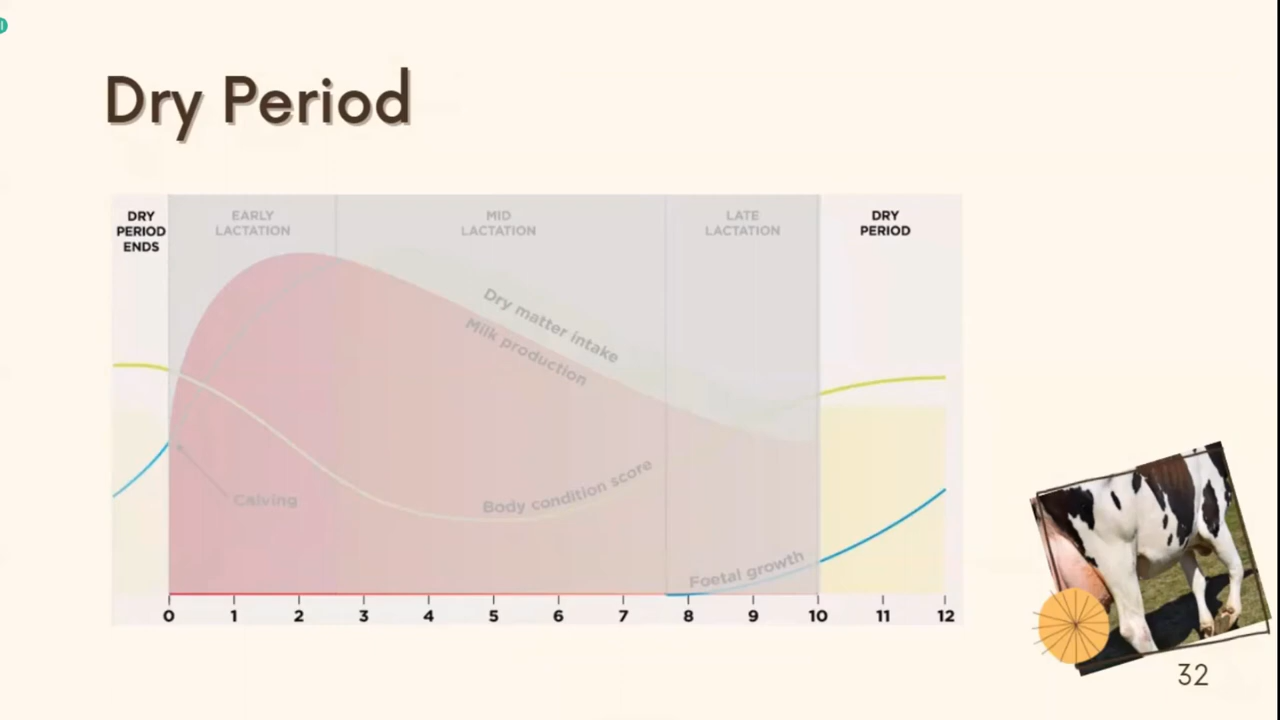 Dry Period
DRY
PERIOD
ENDS
EARLY
LACTATION
MID
LACTATION
LATE
LACTATION
DRY
PERIOD
Dry matter intake
Milk production
Calving
Body condition score
Foetal growth
0 1 2 3 4 5 6 7 8 9 10 11 12
32